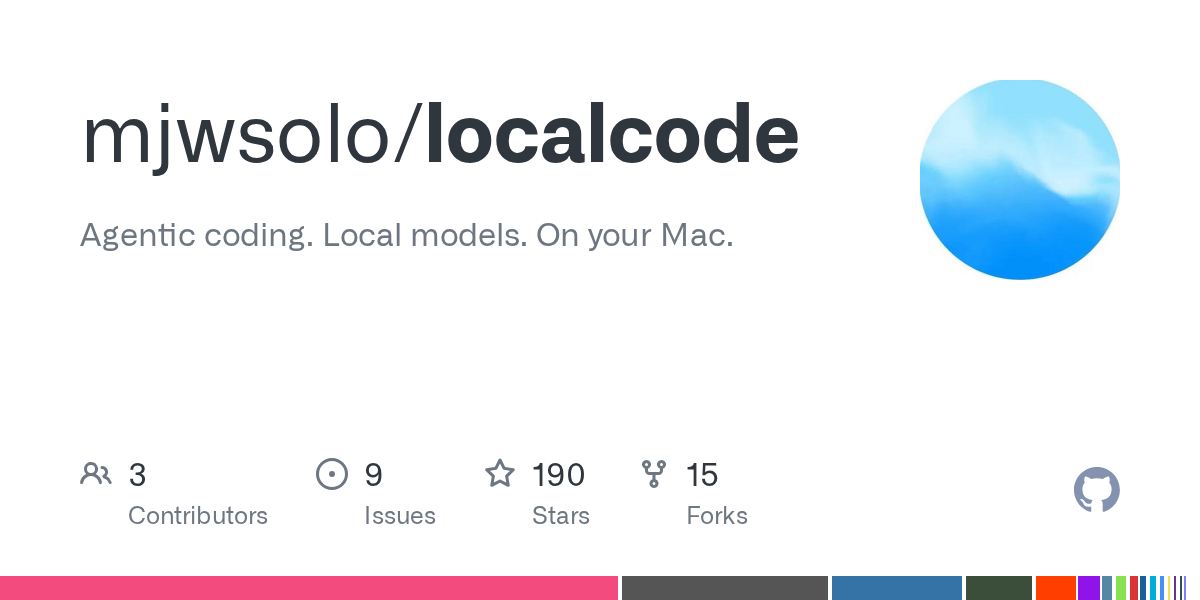 mjwsolo/localcode
Agentic coding. Local models. On your Mac.
3
Contributors
9
Issues
190
Stars
15
Forks